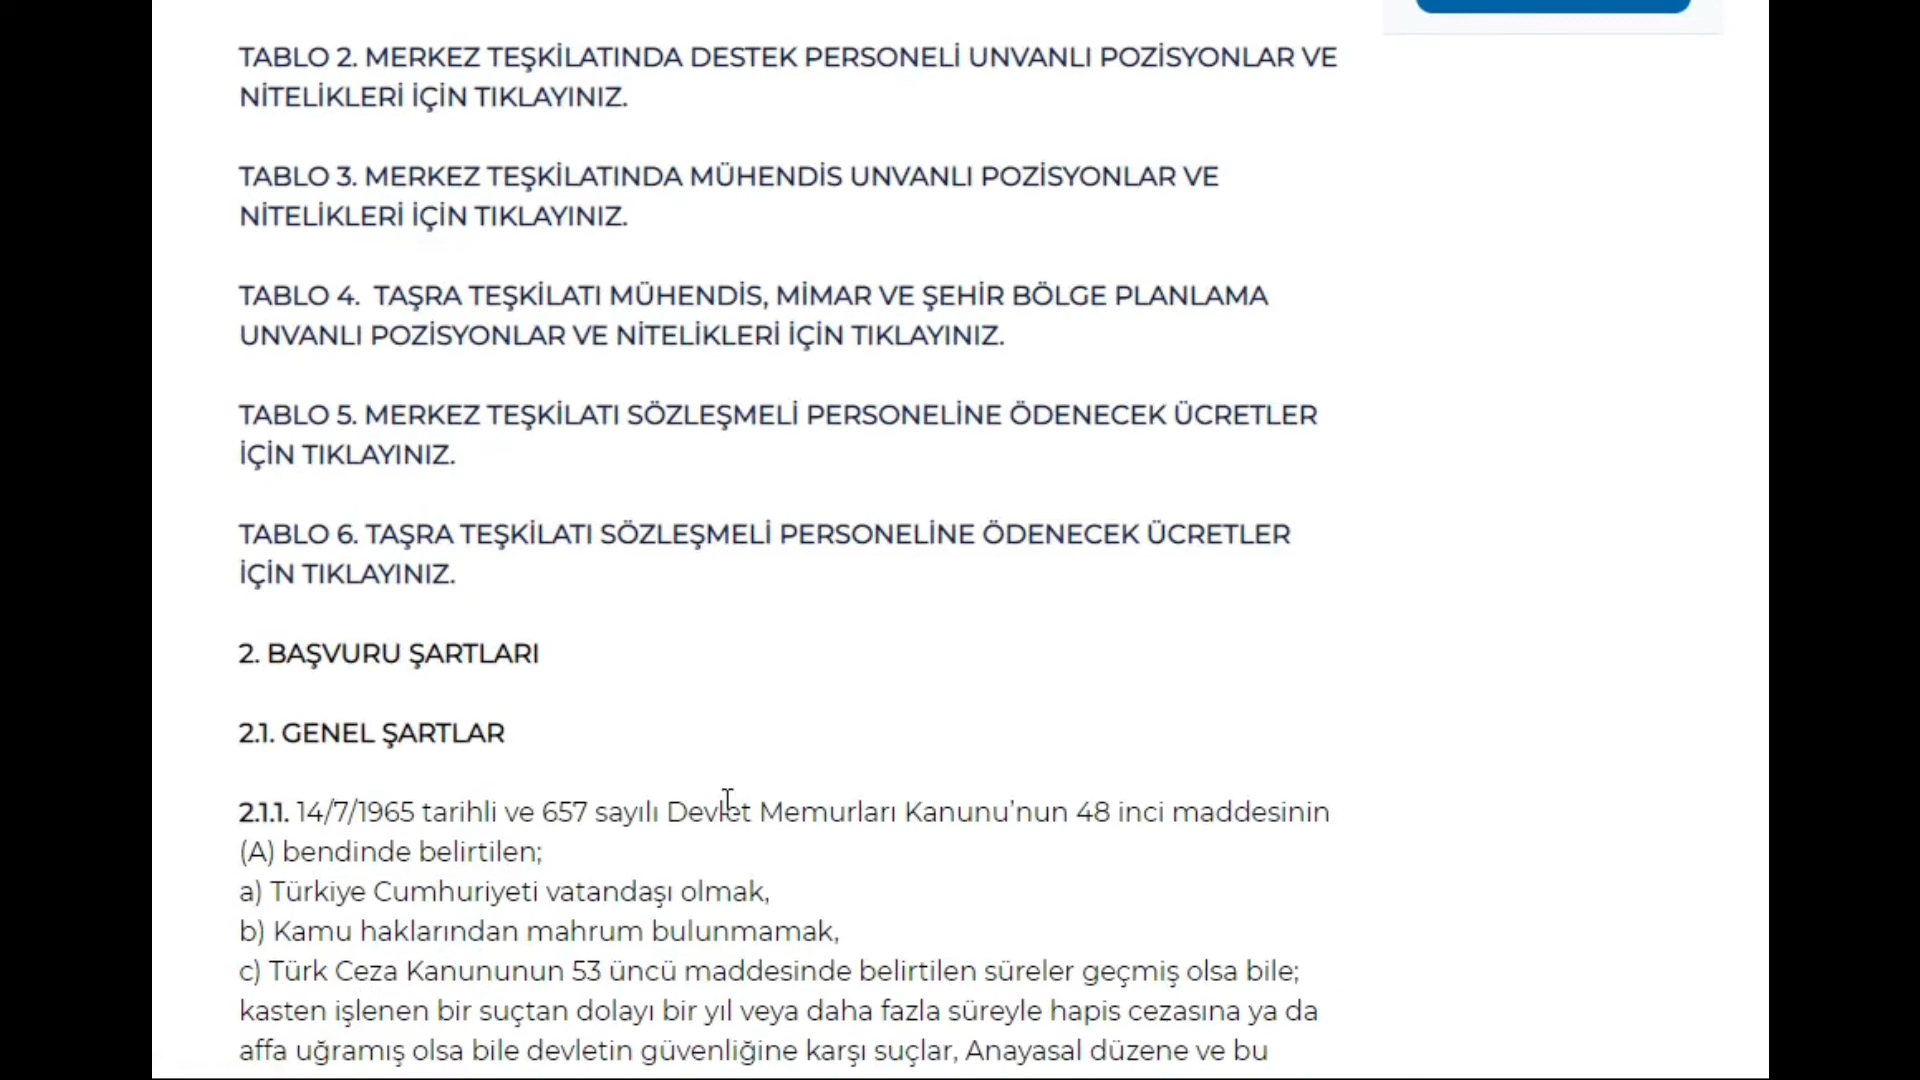 TABLO 2. MERKEZ TEŞKİLATINDA DESTEK PERSONELİ UNVANLI POZİSYONLAR VE
NİTELİKLERİ İÇİN TIKLAYINIZ.
TABLO 3. MERKEZ TEŞKİLATINDA MÜHENDİS UNVANLI POZİSYONLAR VE
NİTELİKLERİ İÇİN TIKLAYINIZ.
TABLO 4.  TAŞRA TEŞKİLATI MÜHENDİS, MİMAR VE ŞEHİR BÖLGE PLANLAMA
UNVANLI POZİSYONLAR VE NİTELİKLERİ İÇİN TIKLAYINIZ.
TABLO 5. MERKEZ TEŞKİLATI SÖZLEŞMELİ PERSONELİNE ÖDENECEK ÜCRETLER
İÇİN TIKLAYINIZ.
TABLO 6. TAŞRA TEŞKİLATI SÖZLEŞMELİ PERSONELİNE ÖDENECEK ÜCRETLER
İÇİN TIKLAYINIZ.
2. BAŞVURU ŞARTLARI
2.1. GENEL ŞARTLAR
2.1.1. 14/7/1965 tarihli ve 657 sayılı Devlet Memurları Kanunu’nun 48 inci maddesinin
(A) bendinde belirtilen;
a) Türkiye Cumhuriyeti vatandaşı olmak,
b) Kamu haklarından mahrum bulunmamak,
c) Türk Ceza Kanununun 53 üncü maddesinde belirtilen süreler geçmiş olsa bile;
kasten işlenen bir suçtan dolayı bir yıl veya daha fazla süreyle hapis cezasına ya da
affa uğramış olsa bile devletin güvenliğine karşı suçlar, Anayasal düzene ve bu